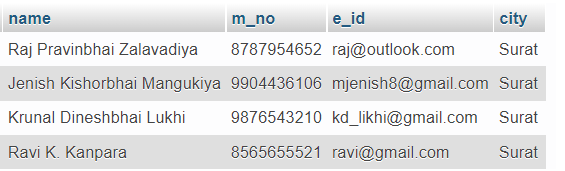 name m_no e_id city
Raj Pravinbhai Zalavadiya 8787954652 raj@outlook.com Surat
Jenish Kishorbhai Mangukiya 9904436106 mjenish8@gmail.com Surat
Krunal Dineshbhai Lukhi 9876543210 kd_likhi@gmail.com Surat
Ravi K. Kanpara 8565655521 ravi@gmail.com Surat